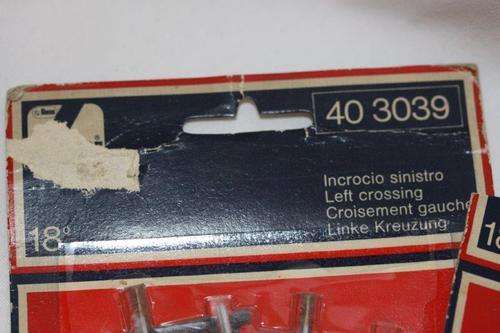 40 3039
Incrocio sinistro
Left crossing
Croisement gauche
Linke Kreuzung
18°